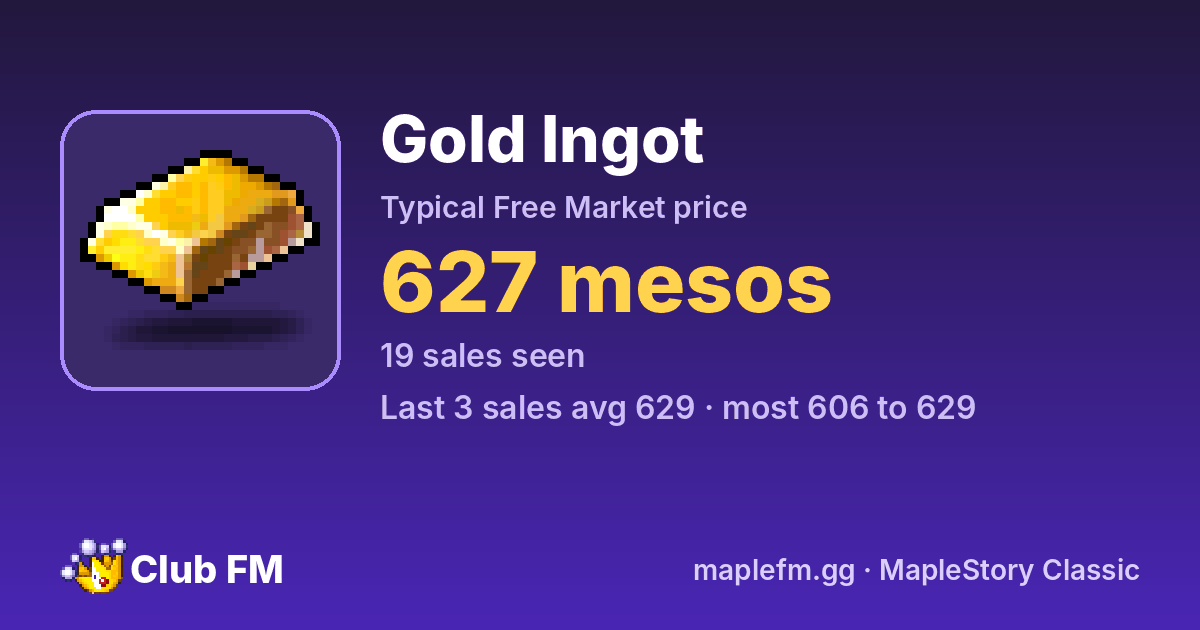 Gold Ingot
Typical Free Market price
627 mesos
19 sales seen
Last 3 sales avg 629 · most 606 to 629
Club FM
maplefm.gg · MapleStory Classic